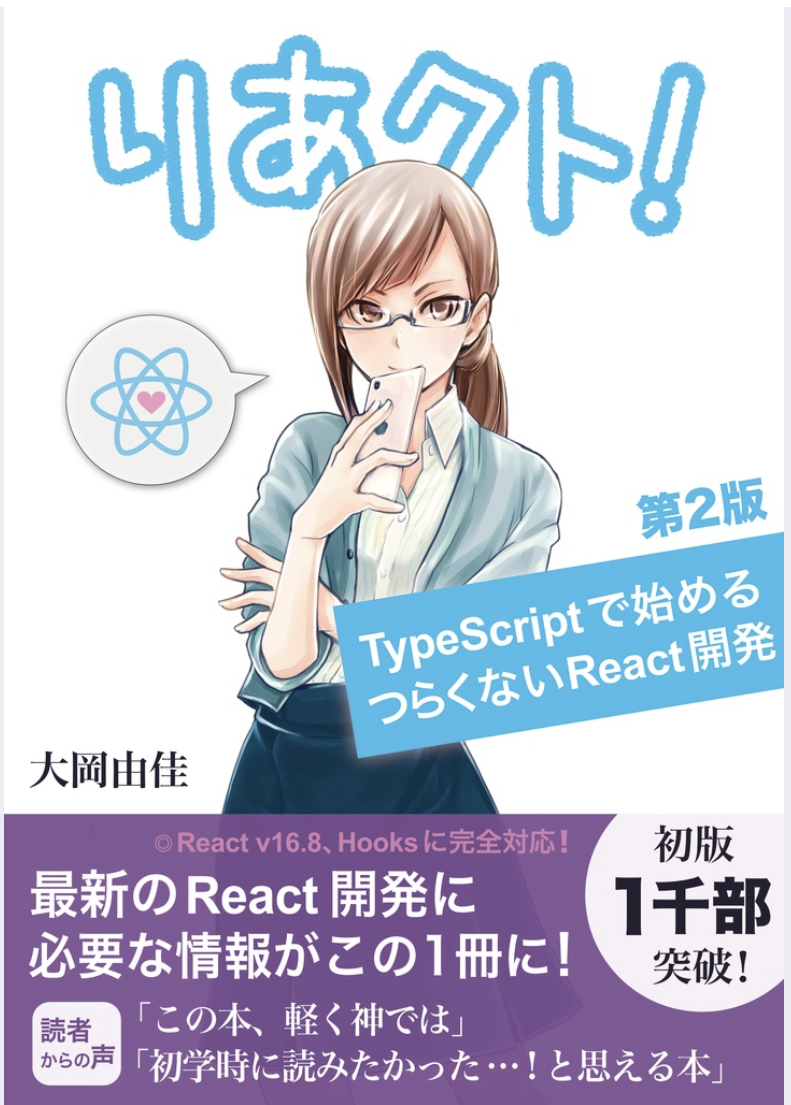 りあクト!
第2版
TypeScriptで始める
つらくないReact開発
大岡由佳
◎React v16.8、Hooksに完全対応!
最新のReact開発に
必要な情報がこの1冊に!
初版
1千部
突破!
読者
からの声
「この本、軽く神では」
「初学時に読みたかった…!と思える本」